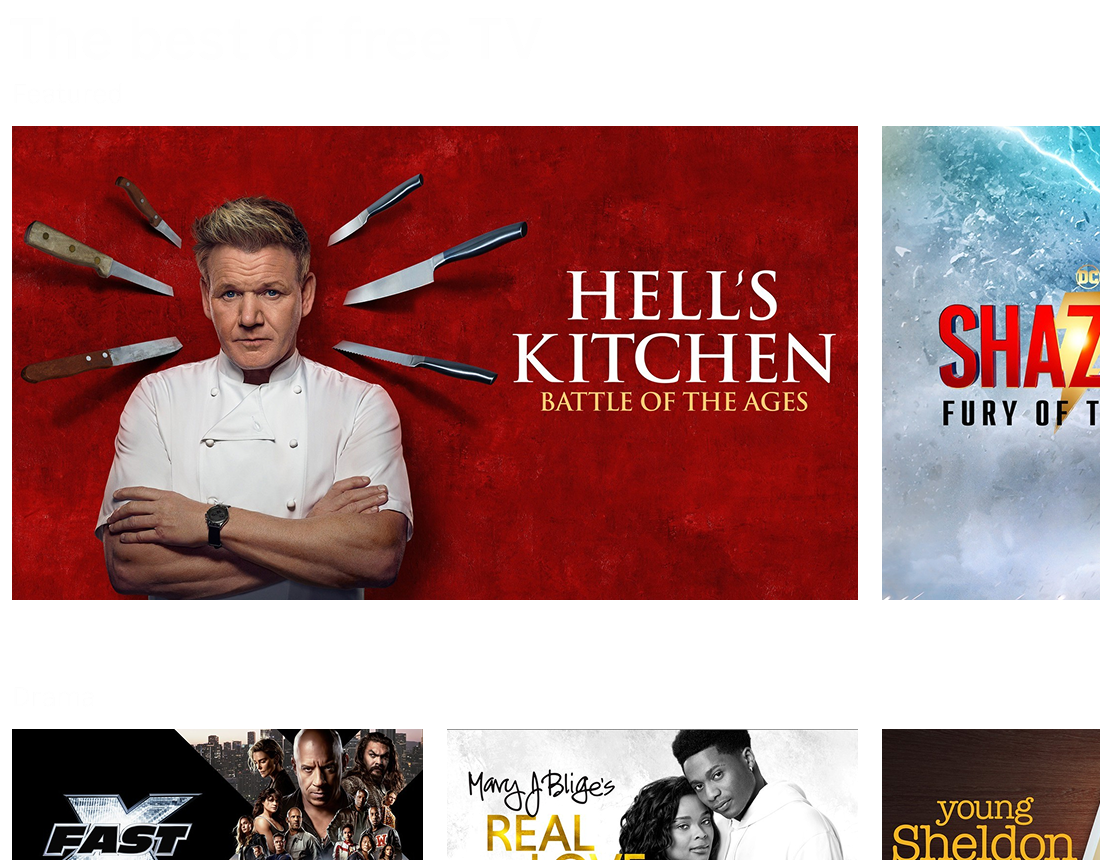 The best of free TV
HELL'S
KITCHEN
BATTLE OF THE AGES
DC
SHAZ
FURY OF T
FAST
X
Mary J Blige's
REAL
LOVE
young
Sheldon